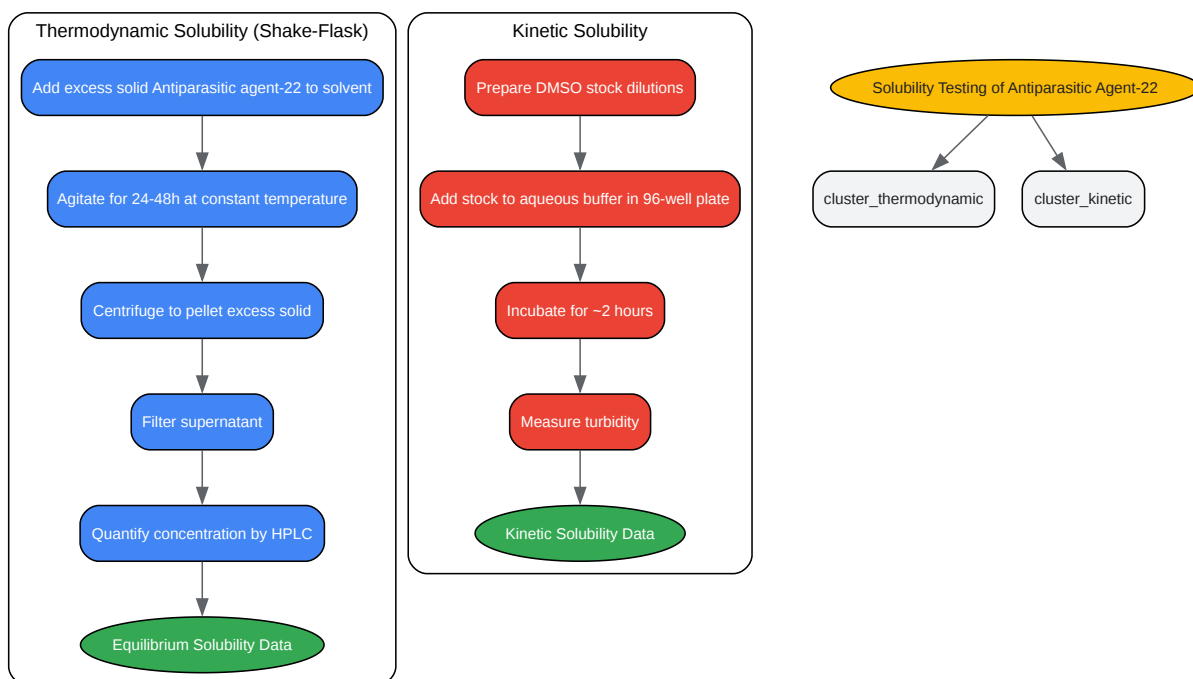 Thermodynamic Solubility (Shake-Flask)
Add excess solid Antiparasitic agent-22 to solvent
Agitate for 24-48h at constant temperature
Centrifuge to pellet excess solid
Filter supernatant
Quantify concentration by HPLC
Equilibrium Solubility Data
Kinetic Solubility
Prepare DMSO stock dilutions
Add stock to aqueous buffer in 96-well plate
Incubate for ~2 hours
Measure turbidity
Kinetic Solubility Data
Solubility Testing of Antiparasitic Agent-22
cluster_thermodynamic
cluster_kinetic